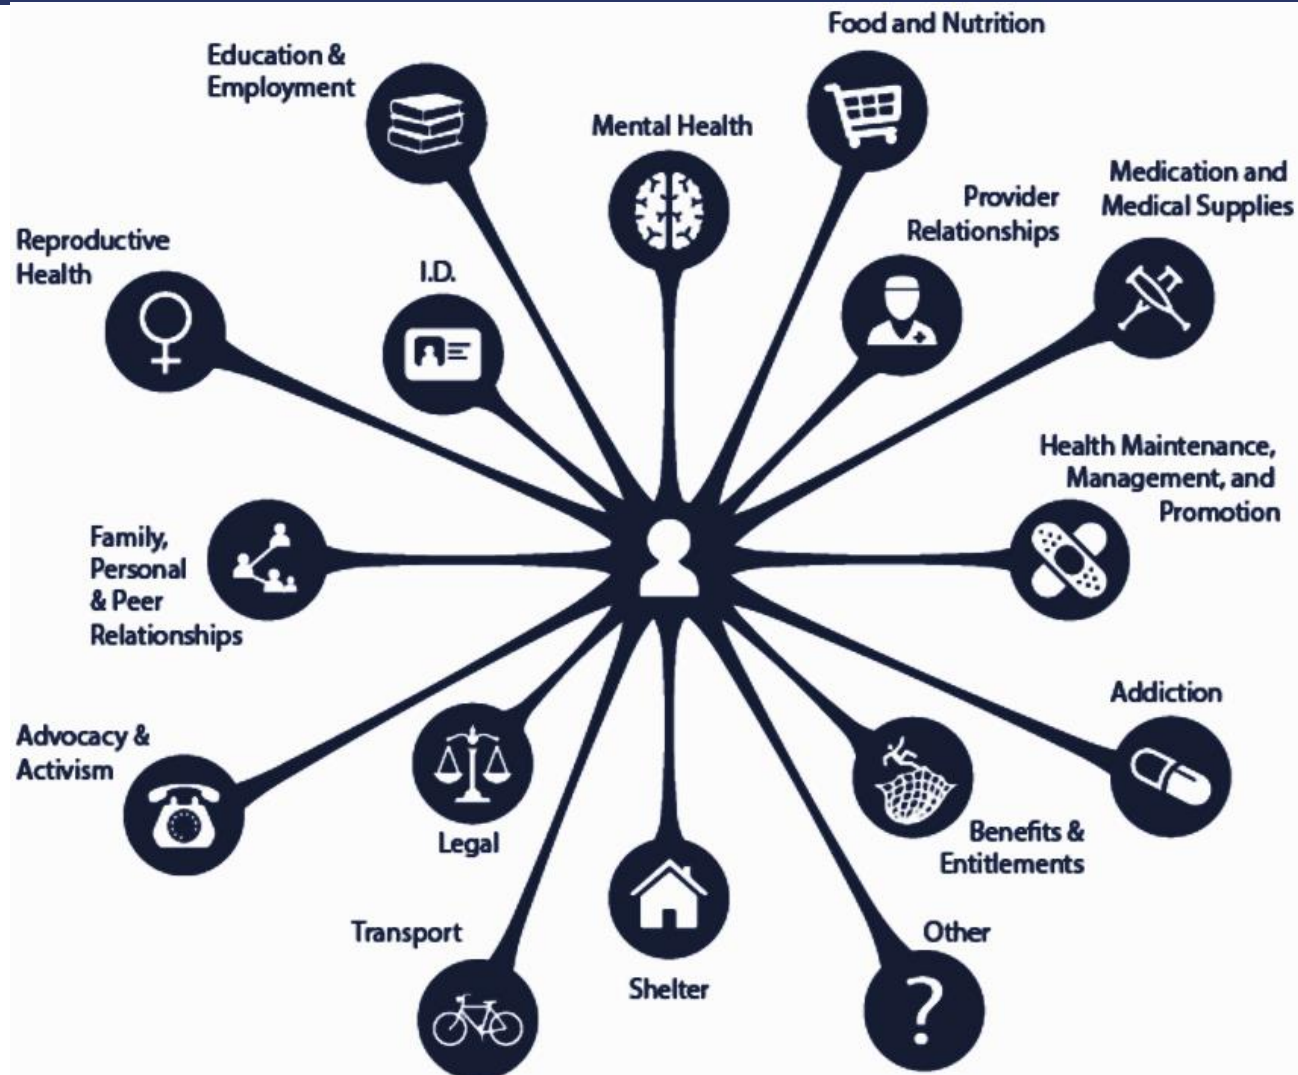 Food and Nutrition
Education &
Employment
Mental Health
Medication and
Medical Supplies
Provider
Relationships
Reproductive
Health
I.D.
Health Maintenance,
Management, and
Promotion
Family,
Personal
& Peer
Relationships
Addiction
Advocacy &
Activism
Legal
Benefits &
Entitlements
Transport
Other
?
Shelter